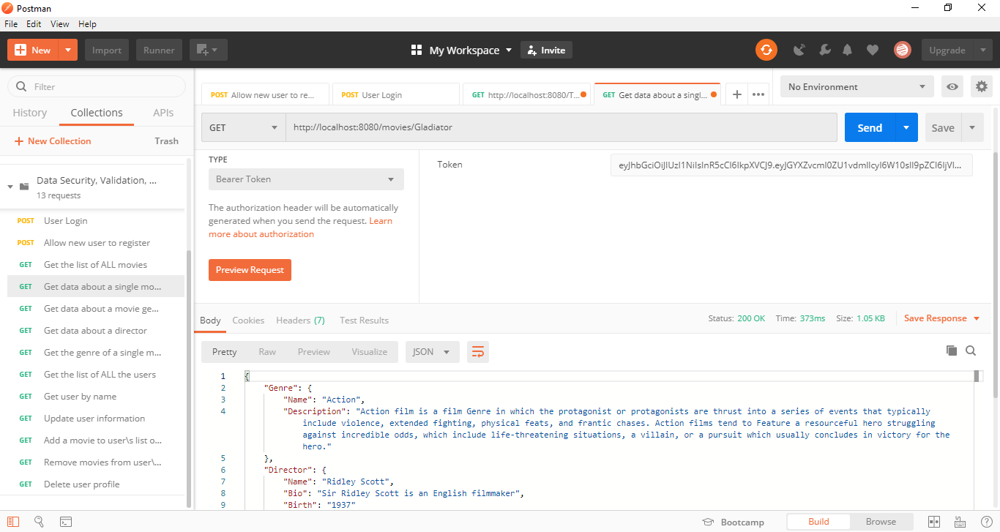 Postman
File Edit View Help
New Import Runner My Workspace Invite Upgrade
Filter
History Collections APIs
New Collection Trash
Data Security, Validation, ...
13 requests
POST User Login
POST Allow new user to register
GET Get the list of ALL movies
GET Get data about a single mo...
GET Get data about a movie ge...
GET Get data about a director
GET Get the genre of a single m...
GET Get the list of ALL the users
GET Get user by name
GET Update user information
GET Add a movie to user\s list o...
GET Remove movies from user\...
GET Delete user profile
POST Allow new user to re... POST User Login GET http://localhost:8080/T... GET Get data about a singl... No Environment
GET http://localhost:8080/movies/Gladiator Send Save
TYPE
Bearer Token
The authorization header will be automatically
generated when you send the request. Learn
more about authorization
Preview Request
Token
Body Cookies Headers (7) Test Results Status: 200 OK Time: 373ms Size: 1.05 KB Save Response
Pretty Raw Preview Visualize JSON
1 {
2 "Genre": {
3 "Name": "Action",
4 "Description": "Action film is a film Genre in which the protagonist or protagonists are thrust into a series of events that typically
include violence, extended fighting, physical feats, and frantic chases. Action films tend to Feature a resourceful hero struggling
against incredible odds, which include life-threatening situations, a villain, or a pursuit which usually concludes in victory for the
hero."
5 },
6 "Director": {
7 "Name": "Ridley Scott",
8 "Bio": "Sir Ridley Scott is an English filmmaker",
9 "Birth": "1937"
Bootcamp Build Browse